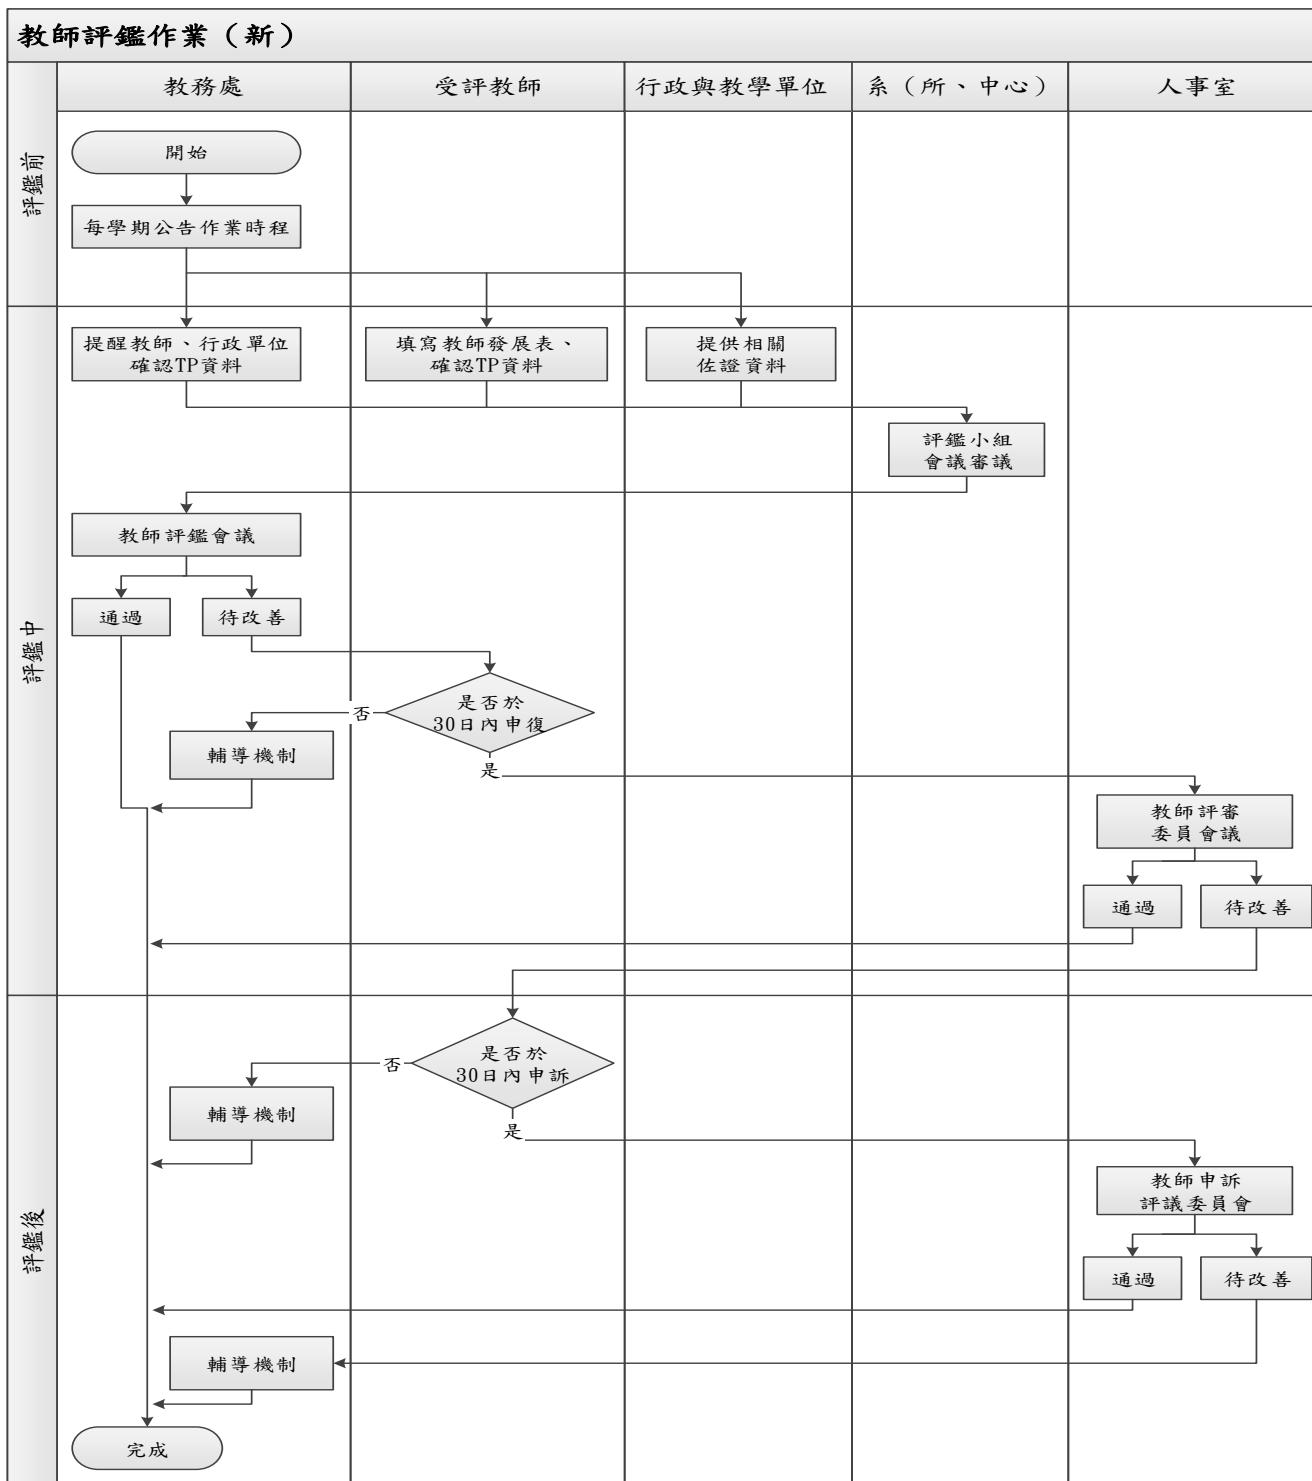 教師評鑑作業（新）
教務處
受評教師
行政與教學單位
系（所、中心）
人事室
評鑑前
開始
每學期公告作業時程
評鑑中
提醒教師、行政單位
確認TP資料
填寫教師發展表、
確認TP資料
提供相關
佐證資料
評鑑小組
會議審議
教師評鑑會議
通過
待改善
是否於
30日內申復
否
是
輔導機制
教師評審
委員會議
通過
待改善
評鑑後
是否於
30日內申訴
否
是
輔導機制
教師申訴
評議委員會
通過
待改善
輔導機制
完成